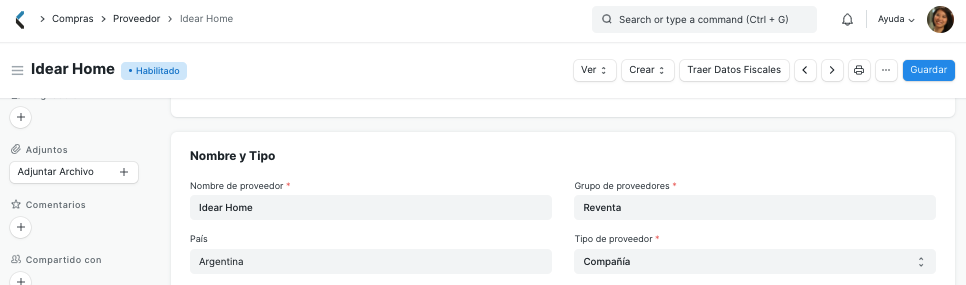 Compras
Proveedor
Idear Home
Search or type a command (Ctrl + G)
Ayuda
Idear Home
Habilitado
Ver
Crear
Traer Datos Fiscales
Guardar
Adjuntos
Adjuntar Archivo
Comentarios
Compartido con
Nombre y Tipo
Nombre de proveedor *
Grupo de proveedores *
Idear Home
Reventa
País
Tipo de proveedor *
Argentina
Compañía